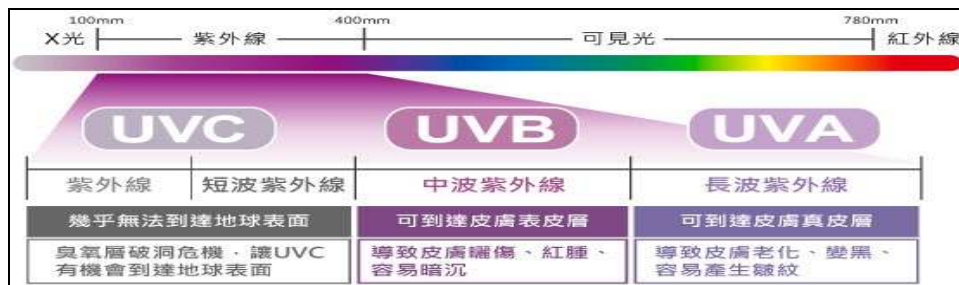 100mm 400mm 780mm
X光 紫外線 可見光 紅外線
UVC UVB UVA
紫外線 短波紫外線 中波紫外線 長波紫外線
幾乎無法到達地球表面 可到達皮膚表皮層 可到達皮膚真皮層
臭氧層破洞危機，讓UVC 導致皮膚曬傷、紅腫、 導致皮膚老化、變黑、
有機會到達地球表面 容易暗沉 容易產生皺紋